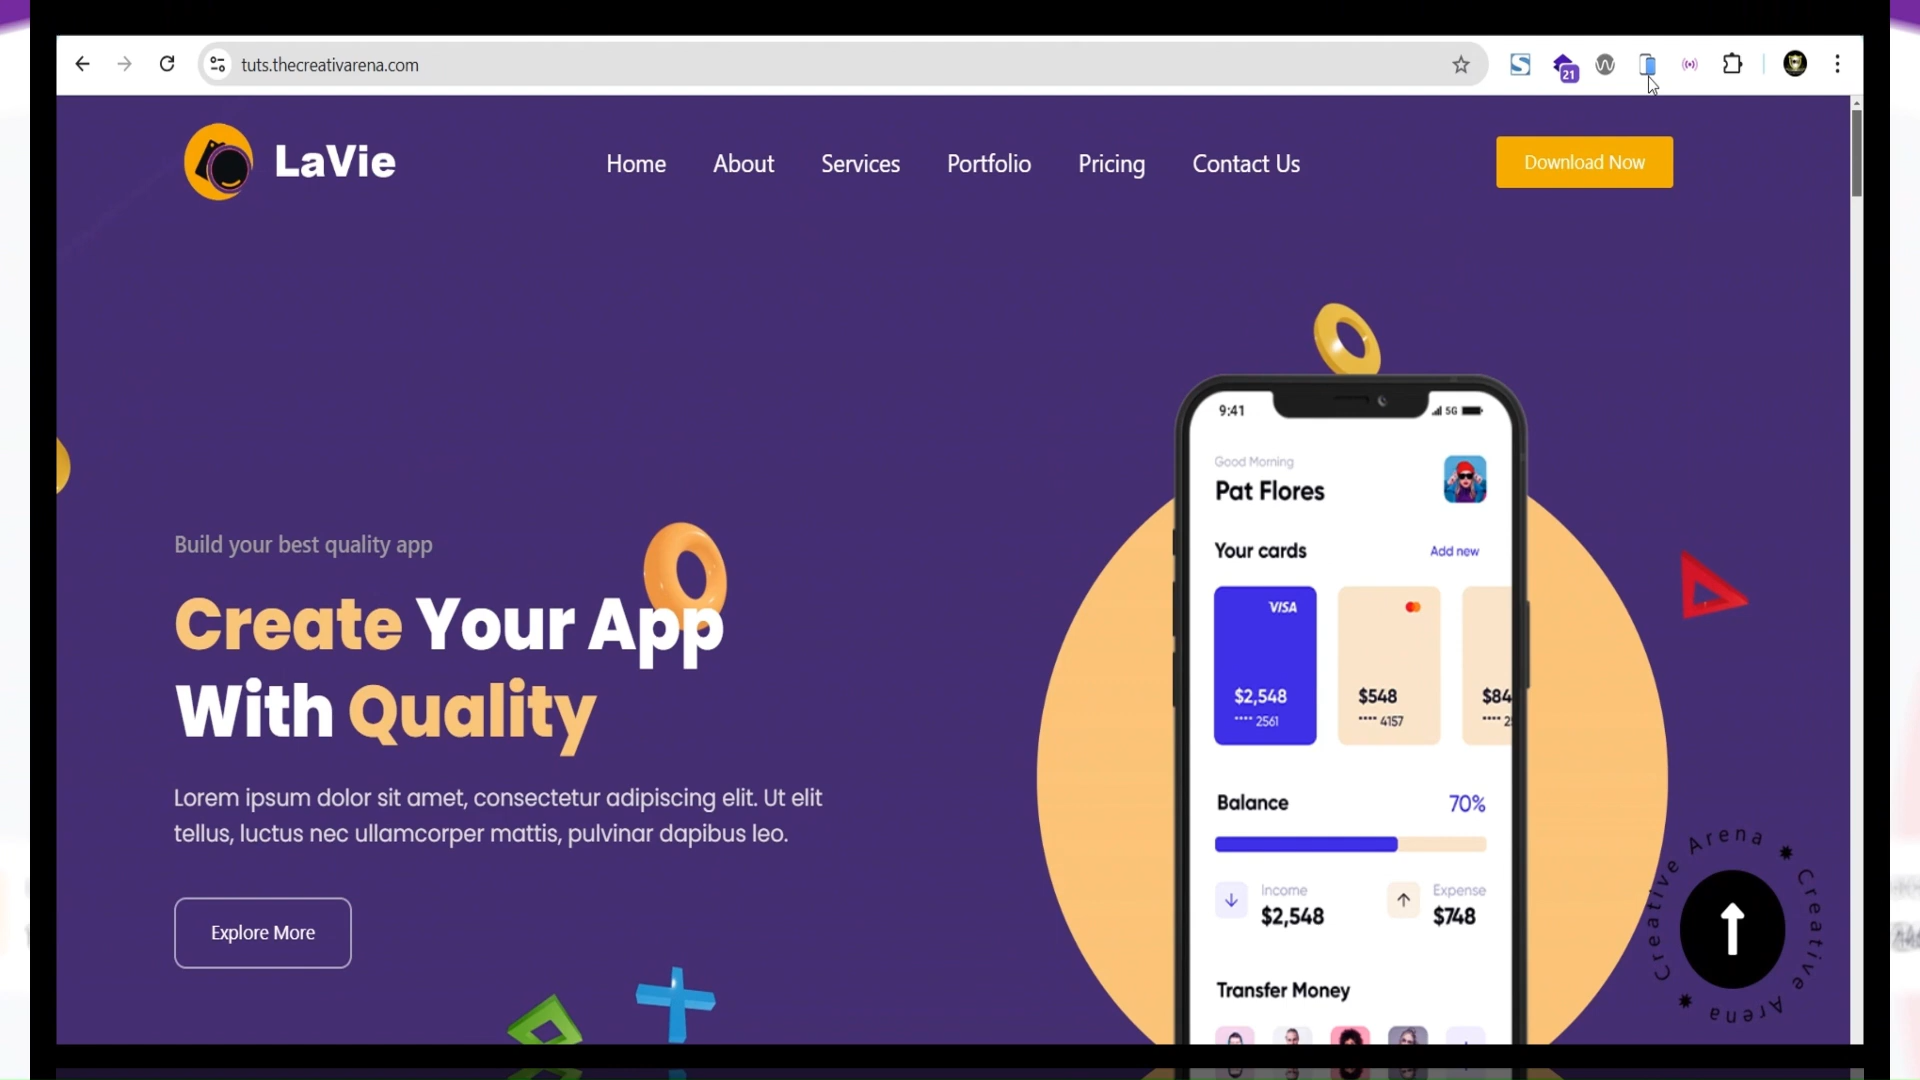 tuts.thecreativarena.com
21
LaVie
Home
About
Services
Portfolio
Pricing
Contact Us
Download Now
9:41
5G
Good Morning
Pat Flores
Your cards
Add new
VISA
$2,548
•••• 2561
$548
•••• 4157
$84
Balance
70%
Income
$2,548
Expense
$748
Transfer Money
Build your best quality app
Create Your App
With Quality
Lorem ipsum dolor sit amet, consectetur adipiscing elit. Ut elit
tellus, luctus nec ullamcorper mattis, pulvinar dapibus leo.
Explore More
Creative Arena ✸ Creative Arena ✸